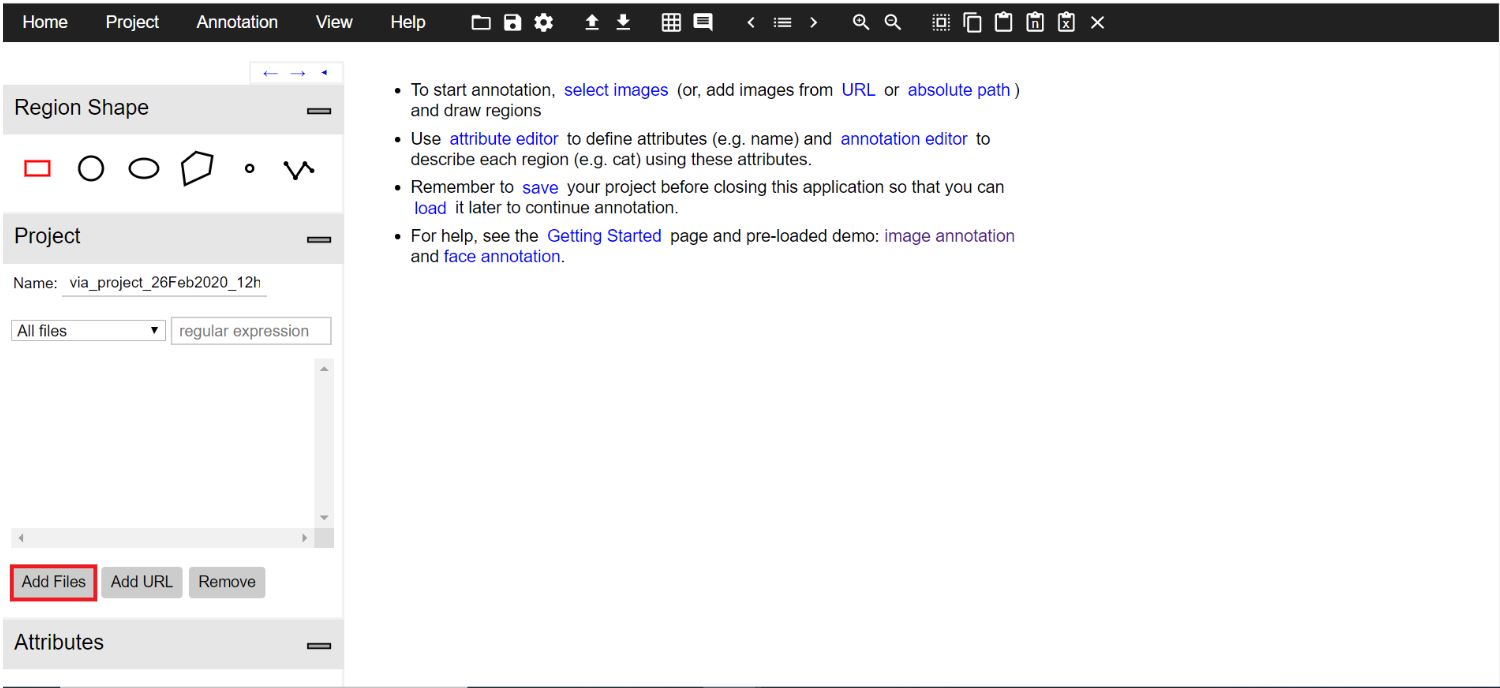 Home Project Annotation View Help
Region Shape
Project
Name: via_project_26Feb2020_12h
All files regular expression
Add Files Add URL Remove
Attributes
To start annotation, select images (or, add images from URL or absolute path )
and draw regions
Use attribute editor to define attributes (e.g. name) and annotation editor to
describe each region (e.g. cat) using these attributes.
Remember to save your project before closing this application so that you can
load it later to continue annotation.
For help, see the Getting Started page and pre-loaded demo: image annotation
and face annotation.